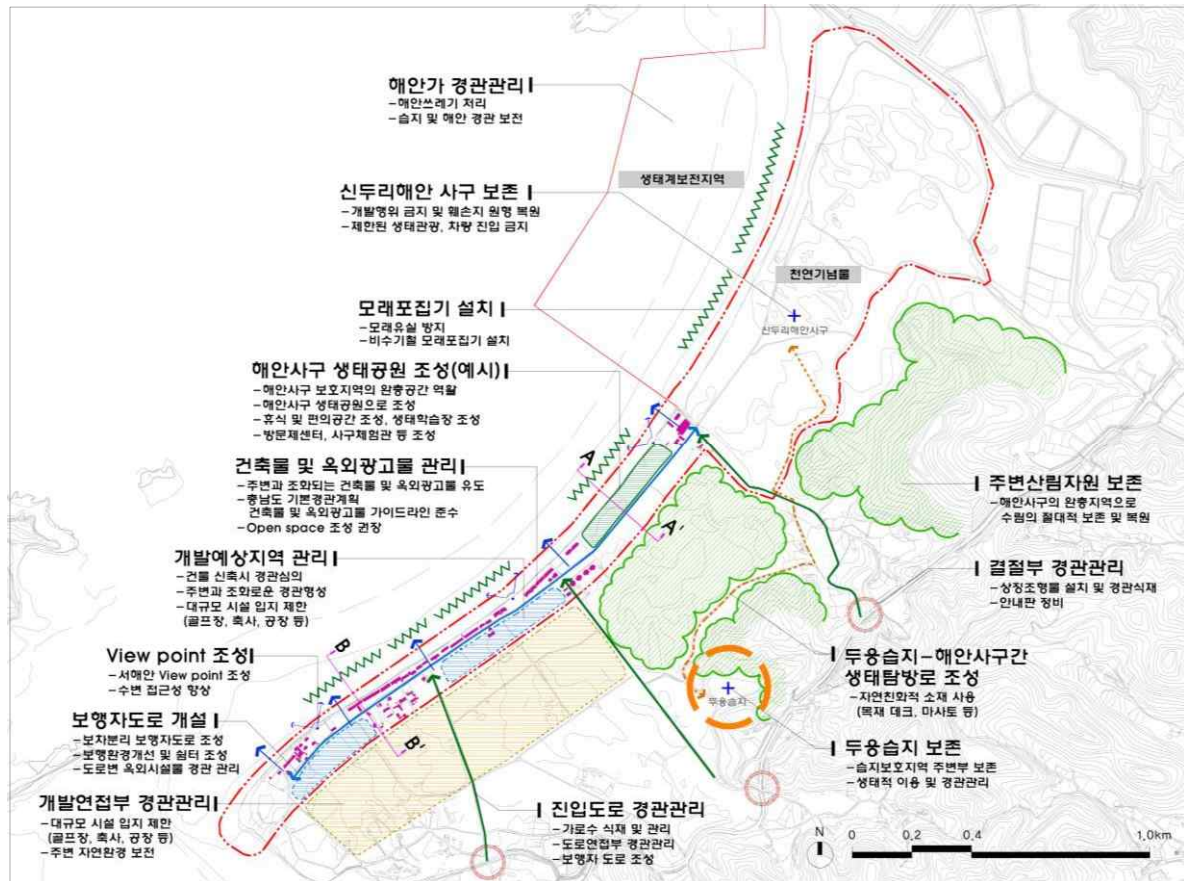 해안가 경관관리
-해안쓰레기 처리
-습지 및 해안 경관 보전
생태계보전지역
신두리해안 사구 보존
-개발행위 금지 및 훼손지 원형 복원
-제한된 생태관광, 차량 진입 금지
천연기념물
신두리해안사구
모래포집기 설치
-모래유실 방지
-비수기철 모래포집기 설치
해안사구 생태공원 조성(예시)
-해안사구 보호지역의 완충공간 역할
-해안사구 생태공원으로 조성
-휴식 및 편의공간 조성, 생태학습장 조성
-방문제센터, 사구체험관 등 조성
건축물 및 옥외광고물 관리
-주변과 조화되는 건축물 및 옥외광고물 유도
-충남도 기본경관계획
건축물 및 옥외광고물 가이드라인 준수
-Open space 조성 권장
A
A'
주변산림자원 보존
-해안사구의 완충지역으로
수림의 절대적 보존 및 복원
개발예상지역 관리
-건물 신축시 경관심의
-주변과 조화로운 경관형성
-대규모 시설 입지 제한
(골프장, 축사, 공장 등)
결절부 경관관리
-상징조형물 설치 및 경관식재
-안내판 정비
B
B'
View point 조성
-서해안 View point 조성
-수변 접근성 향상
두웅습지-해안사구간
생태탐방로 조성
-자연친화적 소재 사용
(목재 데크, 마사토 등)
두웅습지
보행자도로 개설
-보차분리 보행자도로 조성
-보행환경개선 및 쉼터 조성
-도로변 옥외시설물 경관 관리
두웅습지 보존
-습지보호지역 주변부 보존
-생태적 이용 및 경관관리
개발연접부 경관관리
-대규모 시설 입지 제한
(골프장, 축사, 공장 등)
-주변 자연환경 보전
진입도로 경관관리
-가로수 식재 및 관리
-도로연접부 경관관리
-보행자 도로 조성
N
0 0.2 0.4 1.0km